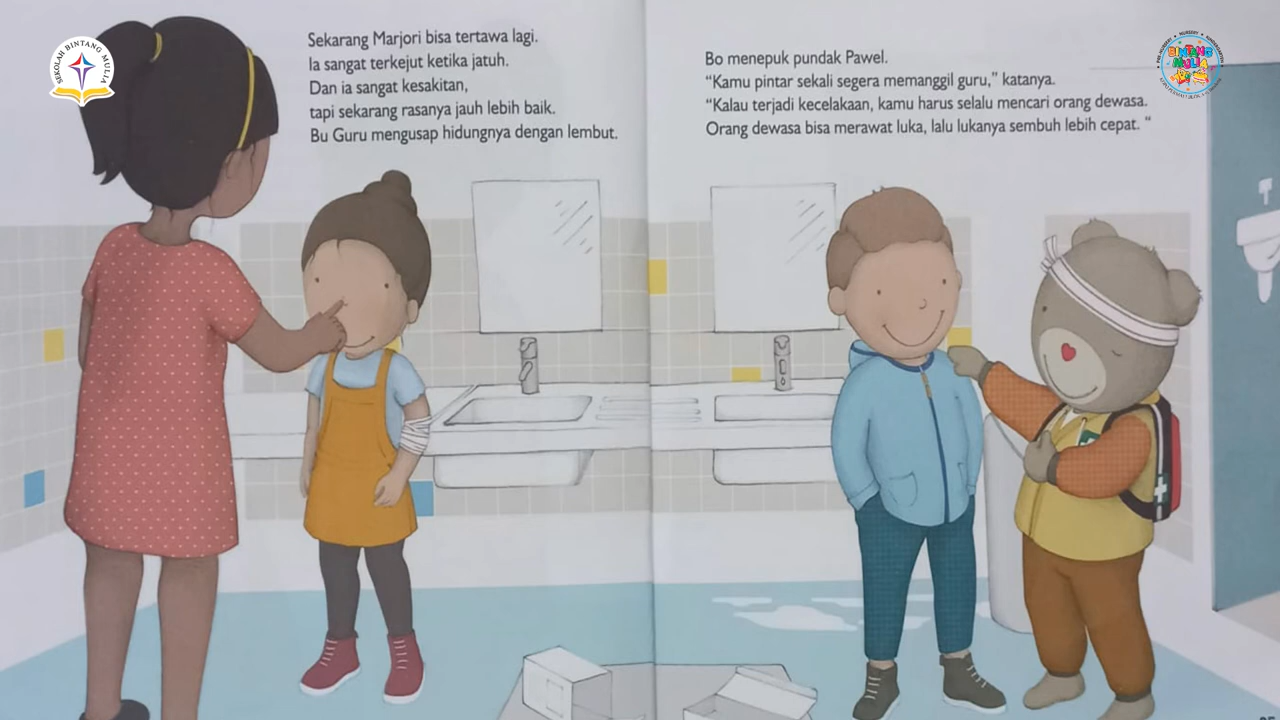 Sekarang Marjori bisa tertawa lagi.
Ia sangat terkejut ketika jatuh.
Dan ia sangat kesakitan,
tapi sekarang rasanya jauh lebih baik.
Bu Guru mengusap hidungnya dengan lembut.
Bo menepuk pundak Pawel.
“Kamu pintar sekali segera memanggil guru,” katanya.
“Kalau terjadi kecelakaan, kamu harus selalu mencari orang dewasa.
Orang dewasa bisa merawat luka, lalu lukanya sembuh lebih cepat. “
SEKOLAH BINTANG MULIA
BINTANG
MULIA